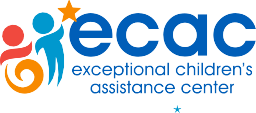 ecac
exceptional children's
assistance center